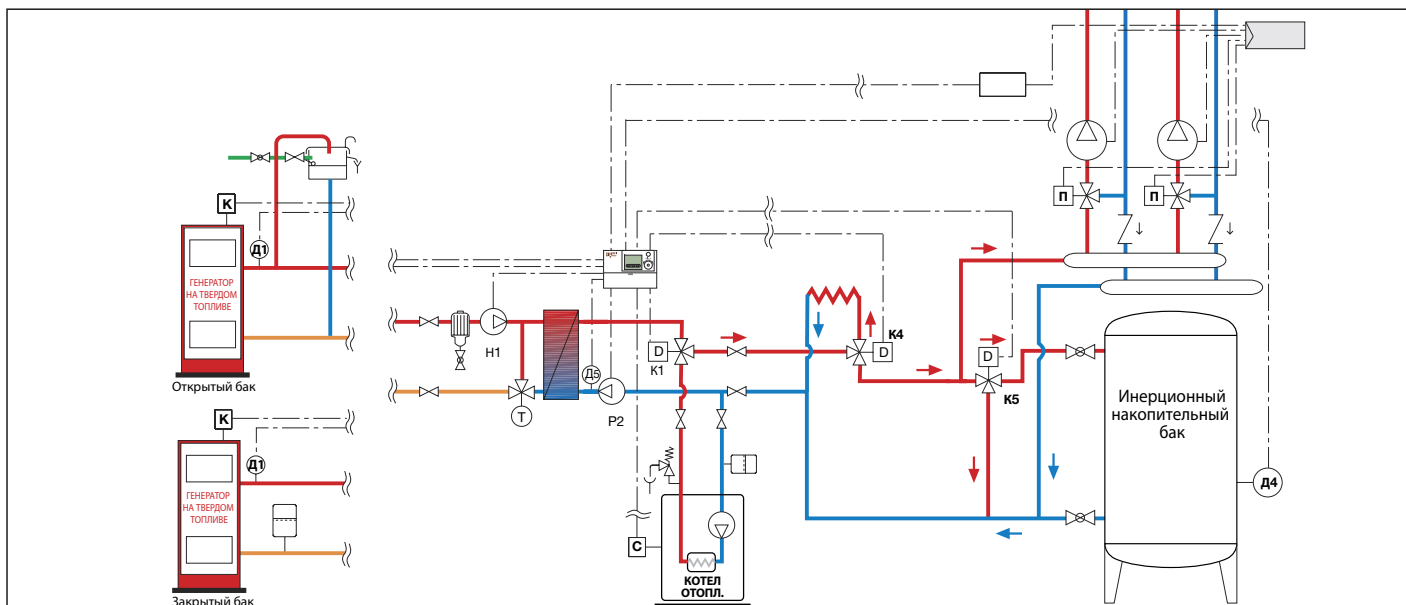 П
П
К
Д1
ГЕНЕРАТОР
НА ТВЕРДОМ
ТОПЛИВЕ
Открытый бак
Н1
Д5
Р2
Т
D
К1
К4
D
D
К5
Инерционный
накопительный
бак
Д4
К
Д1
ГЕНЕРАТОР
НА ТВЕРДОМ
ТОПЛИВЕ
Закрытый бак
С
КОТЕЛ
ОТОПЛ.